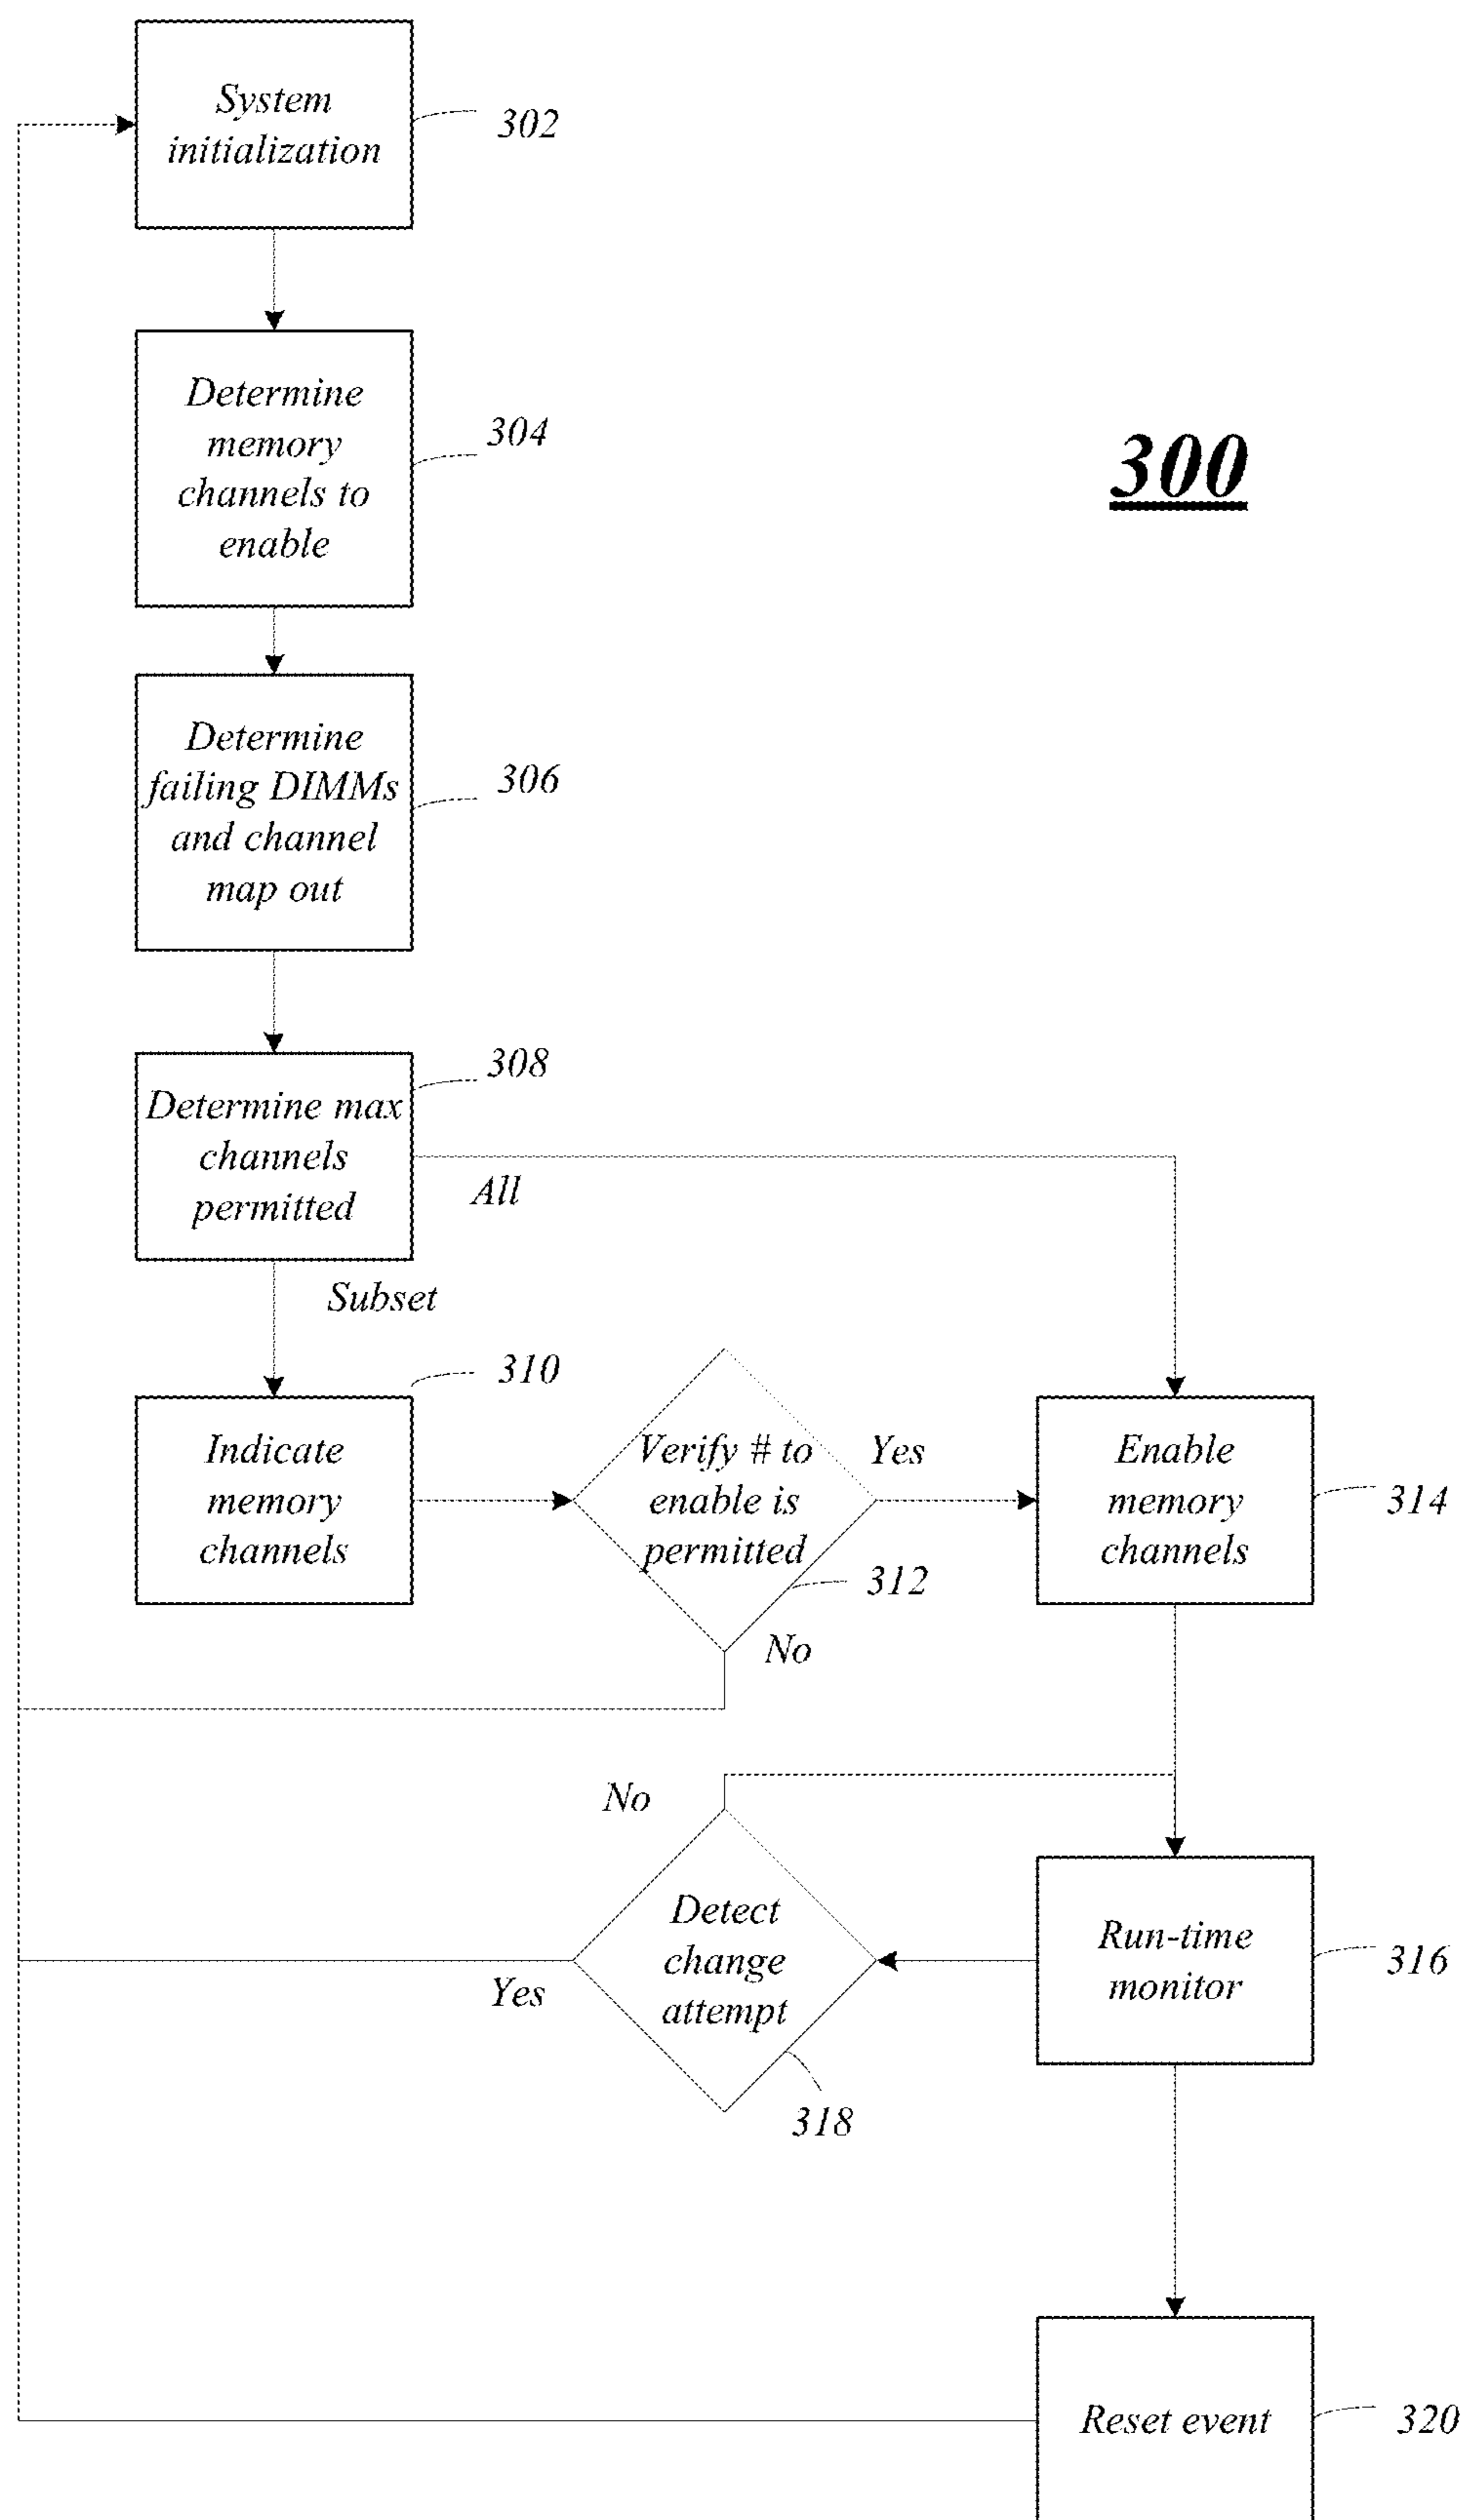 System
initialization
302
Determine
memory
channels to
enable
304
300
Determine
failing DIMMs
and channel
map out
306
Determine max
channels
permitted
308
All
Subset
Indicate
memory
channels
310
Verify # to
enable is
permitted
312
Yes
No
Enable
memory
channels
314
No
Detect
change
attempt
318
Yes
Run-time
monitor
316
Reset event
320